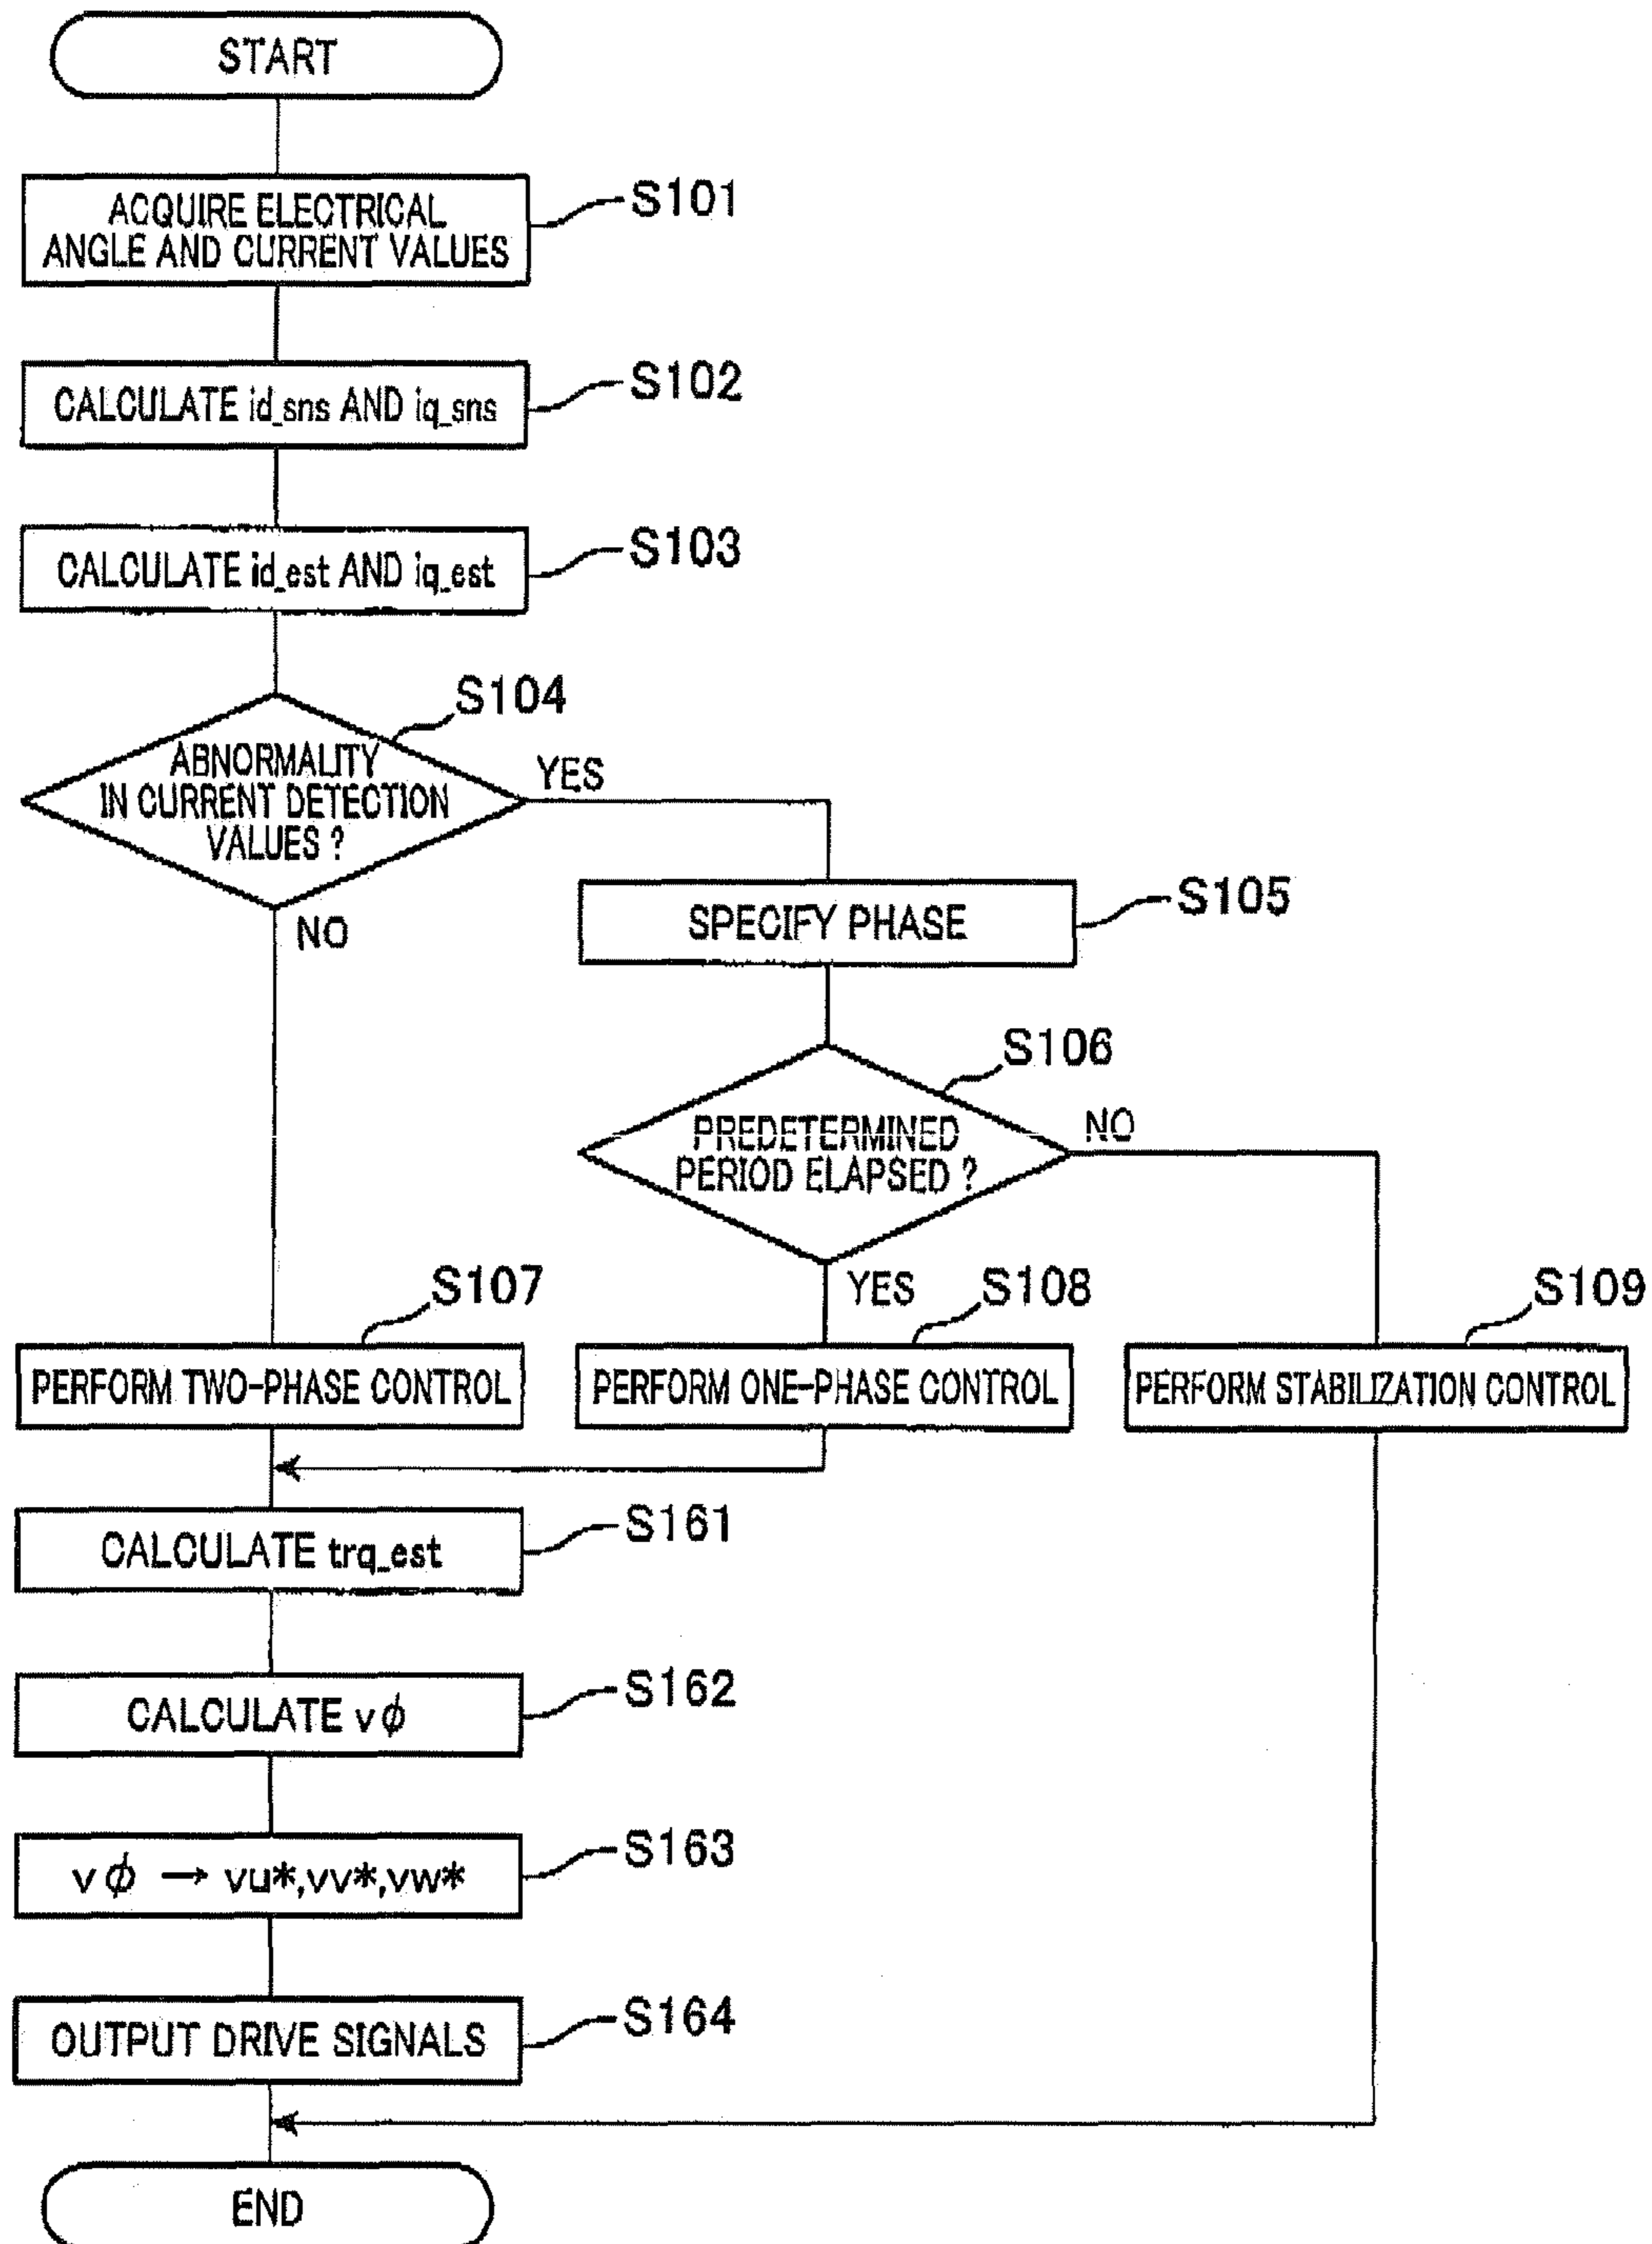 START
ACQUIRE ELECTRICAL
ANGLE AND CURRENT VALUES
S101
CALCULATE id_sns AND iq_sns
S102
CALCULATE id_est AND iq_est
S103
S104
ABNORMALITY
IN CURRENT DETECTION
VALUES ?
YES
NO
SPECIFY PHASE
S105
S106
PREDETERMINED
PERIOD ELAPSED ?
NO
YES
S107
S108
S109
PERFORM TWO-PHASE CONTROL
PERFORM ONE-PHASE CONTROL
PERFORM STABILIZATION CONTROL
CALCULATE trq_est
S161
CALCULATE vϕ
S162
vϕ → vu*,vv*,vw*
S163
OUTPUT DRIVE SIGNALS
S164
END